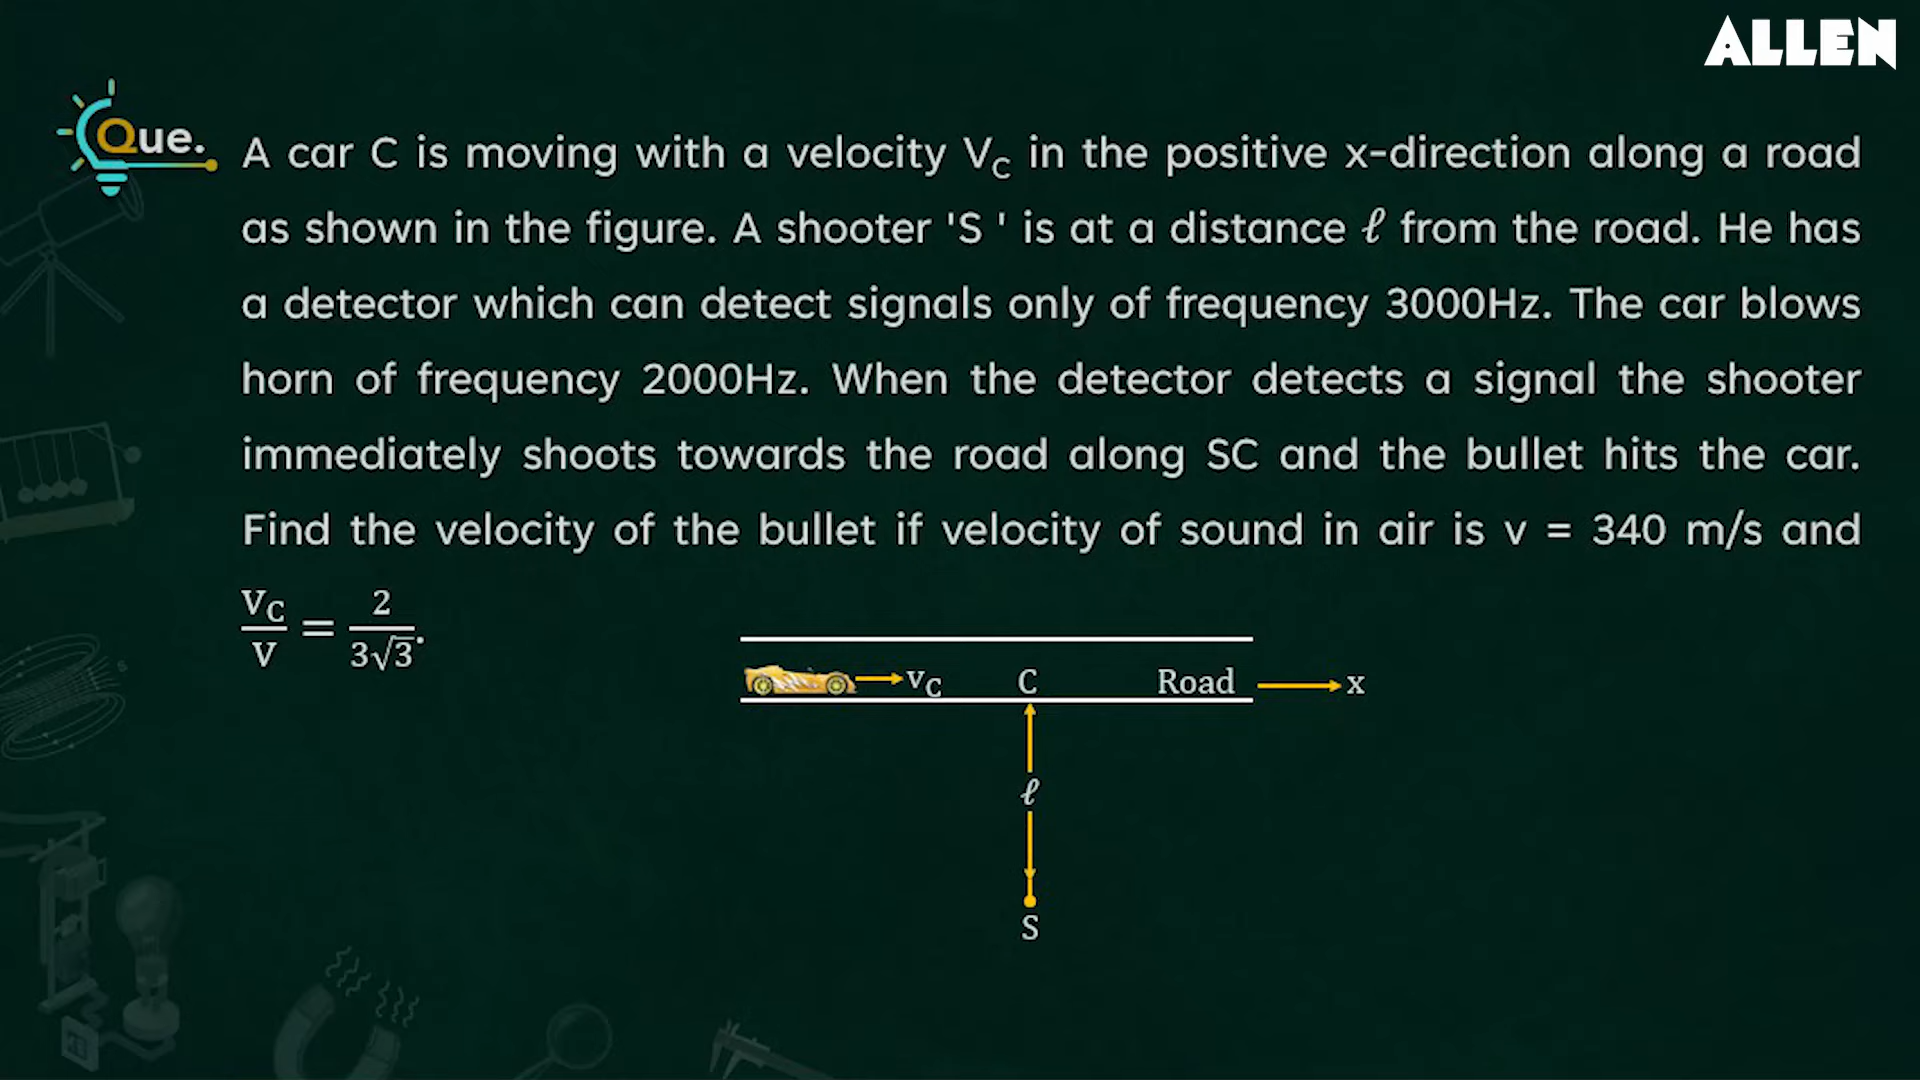 ALLEN
Que. A car C is moving with a velocity V_C in the positive x-direction along a road
as shown in the figure. A shooter 'S ' is at a distance ℓ from the road. He has
a detector which can detect signals only of frequency 3000Hz. The car blows
horn of frequency 2000Hz. When the detector detects a signal the shooter
immediately shoots towards the road along SC and the bullet hits the car.
Find the velocity of the bullet if velocity of sound in air is v = 340 m/s and
V_C/V = 2/(3√3).
v_C C Road x
ℓ
S